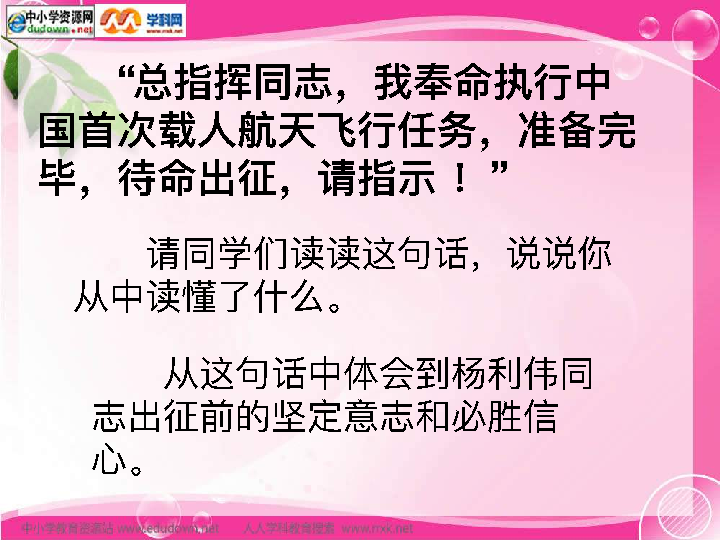 中小学资源网
edudown.net
学科网
www.nxk.net
“总指挥同志，我奉命执行中
国首次载人航天飞行任务，准备完
毕，待命出征，请指示！”
请同学们读读这句话，说说你
从中读懂了什么。
从这句话中体会到杨利伟同
志出征前的坚定意志和必胜信
心。
中小学教育资源站 www.edudown.net 人人学科教育搜索 www.rrxk.net